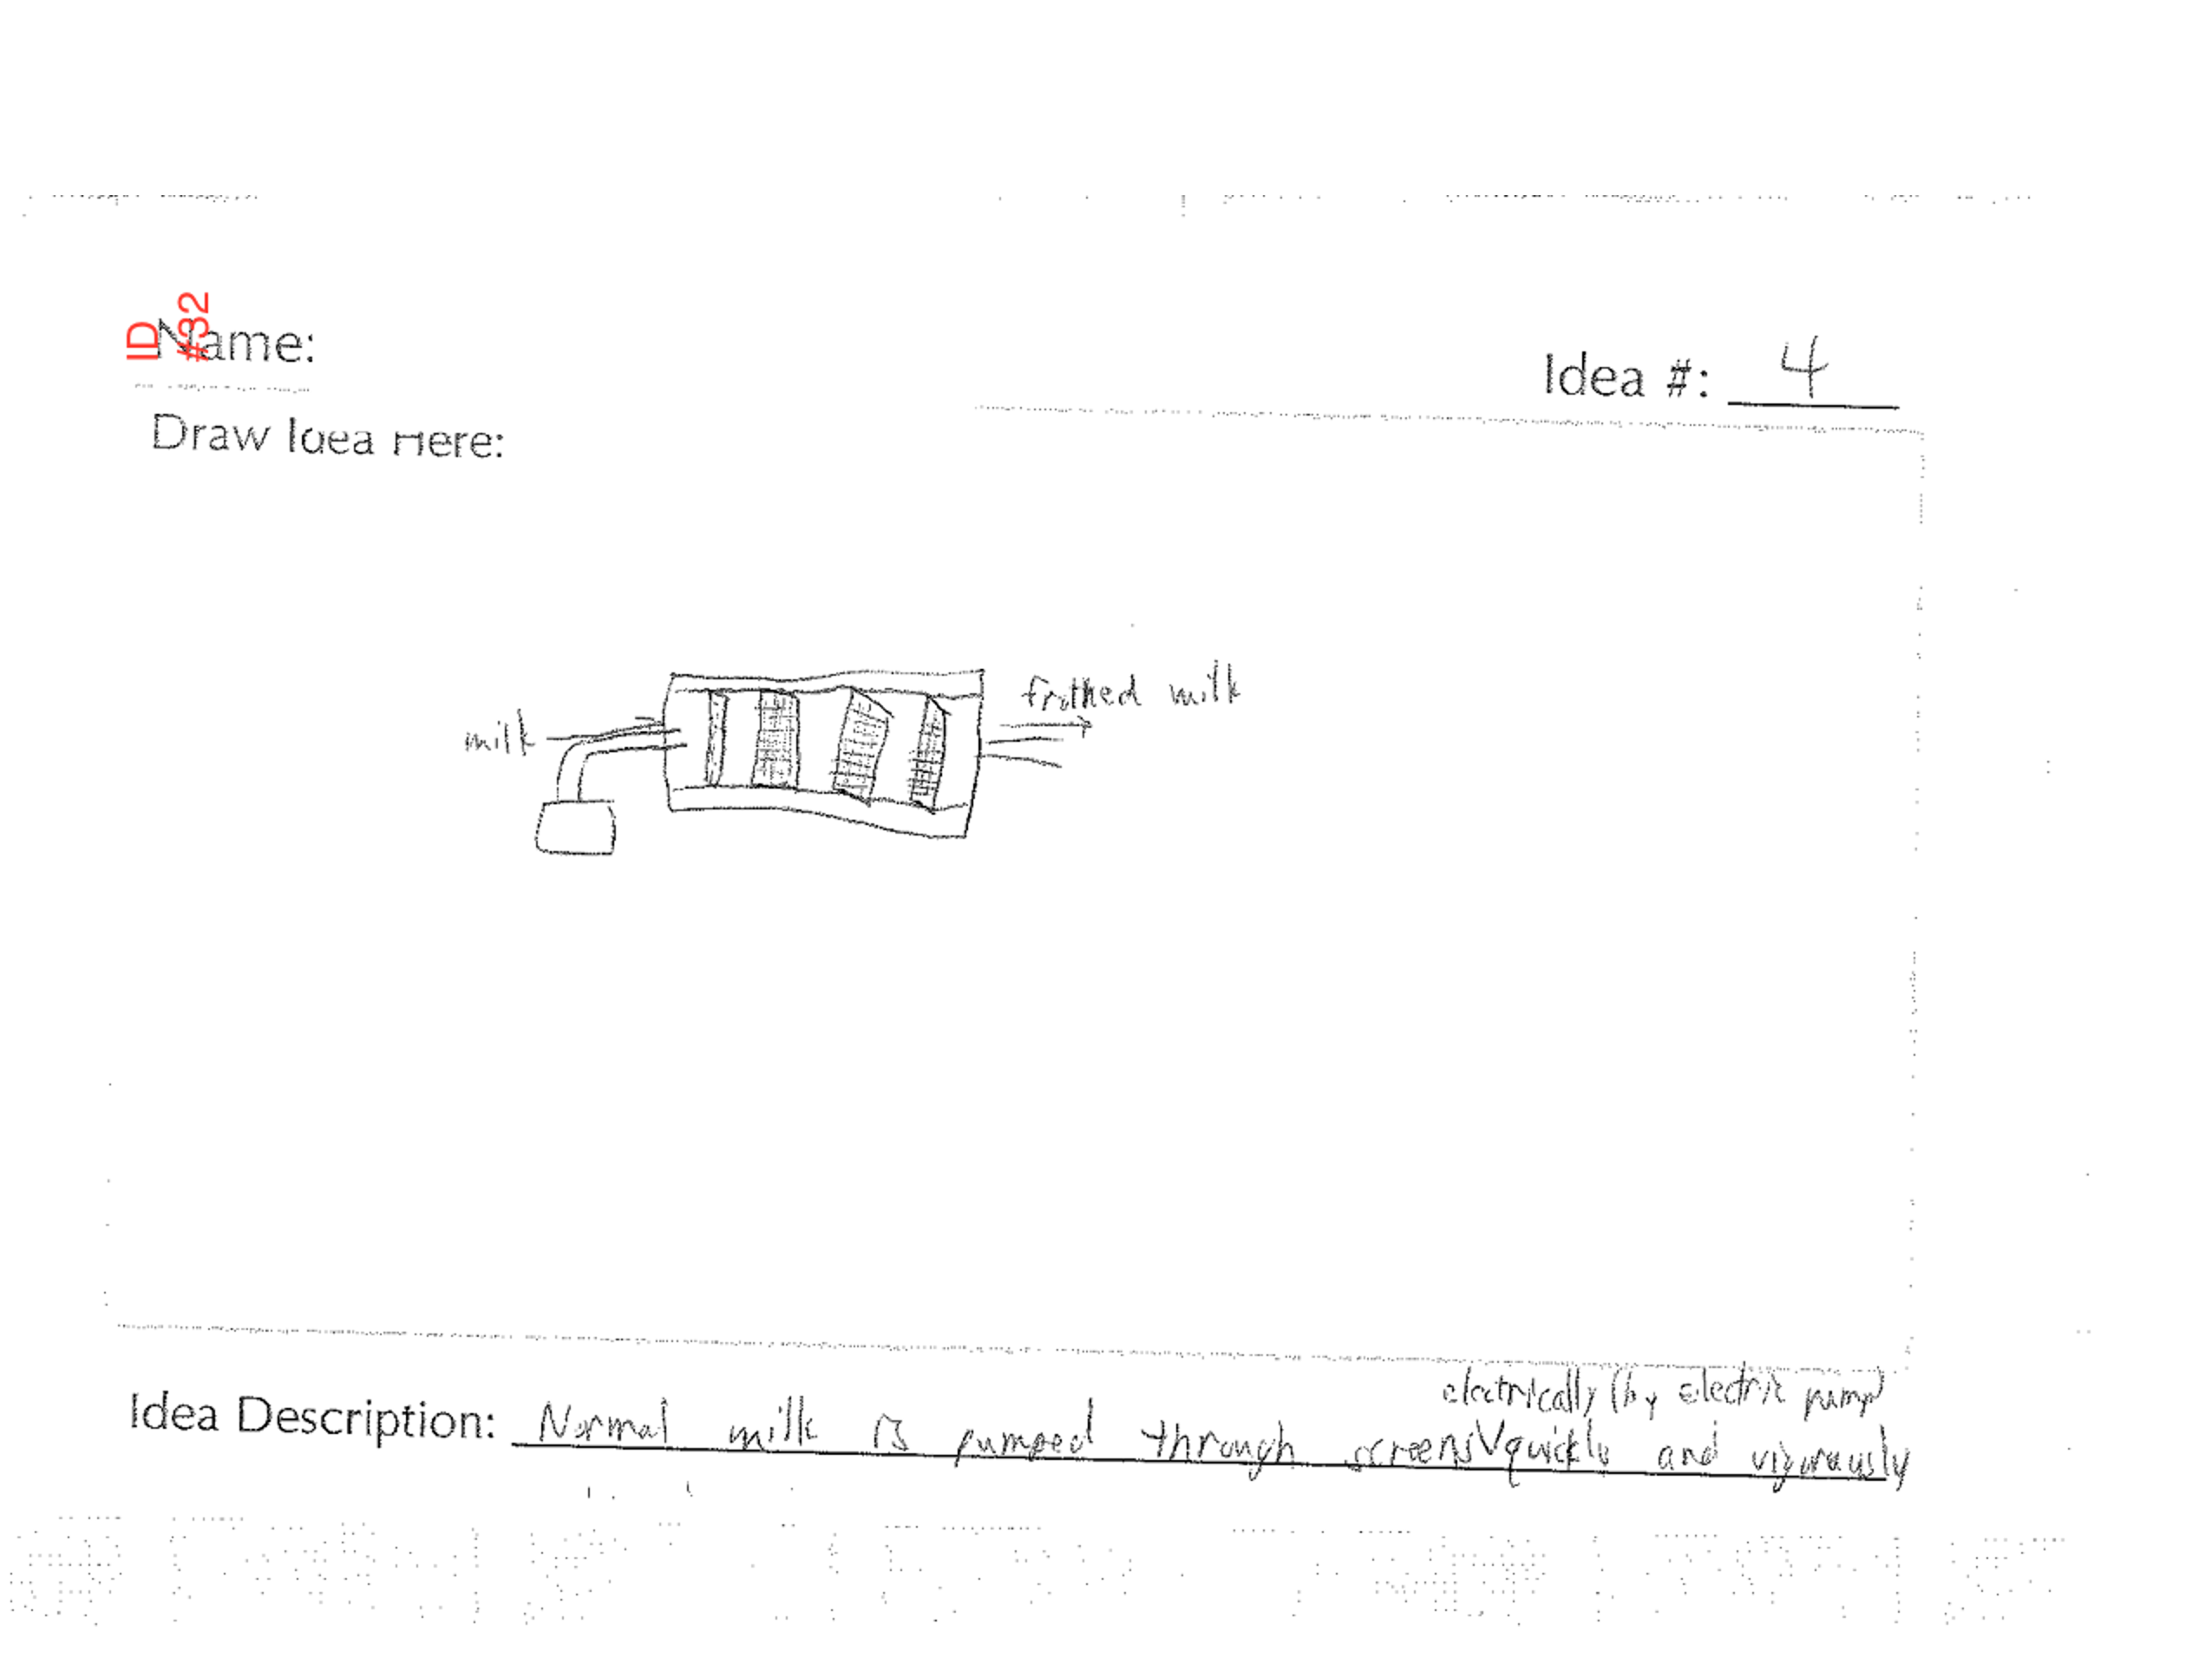 ID #32
Name:
Idea #: 4
Draw Idea Here:
frothed milk
milk
electrically (by electric pump)
Idea Description: Normal milk is pumped through screens quickly and vigorously